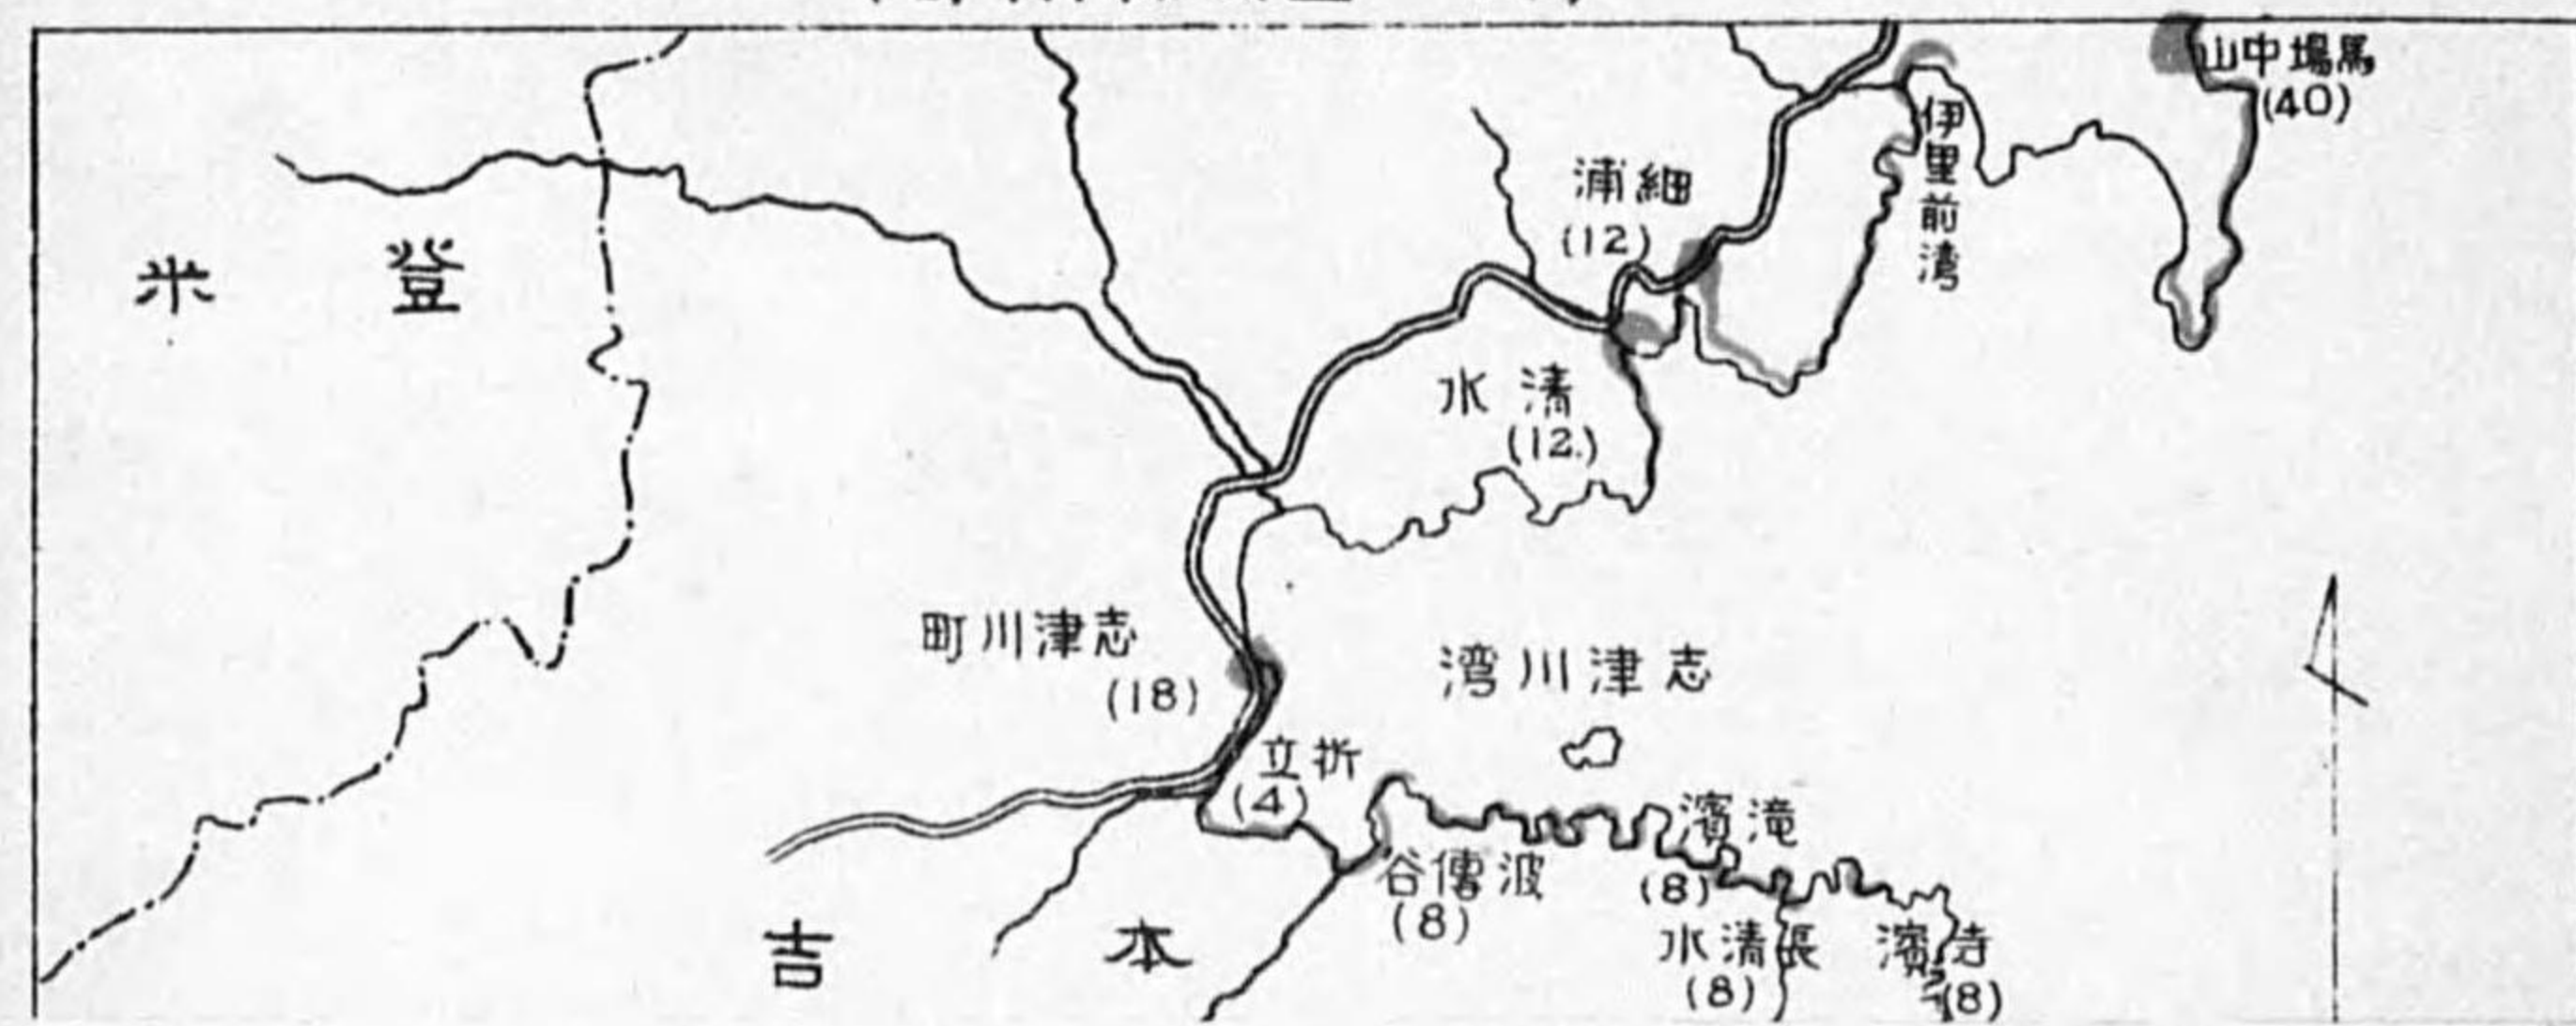 馬場中山
(40)
伊里前湾
細浦
(12)
登米
清水
(12.)
志津川町
(18)
志津川湾
折立
(4)
滝濱
(8)
波傳谷
(8)
長清水
(8)
寺濱
(8)
本吉